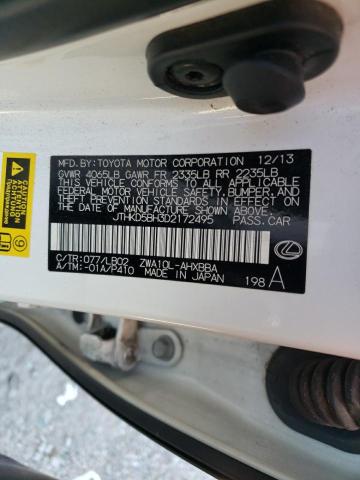 MFD. BY: TOYOTA MOTOR CORPORATION 12/13
GVWR 4065LB GAWR FR 2335LB RR 2235LB
THIS VEHICLE CONFORMS TO ALL APPLICABLE
FEDERAL MOTOR VEHICLE SAFETY, BUMPER, AND
THEFT PREVENTION STANDARDS IN EFFECT ON
THE DATE OF MANUFACTURE SHOWN ABOVE.
JTHKD5BH3D2172495 PASS.CAR
C/TR:077/LB02 ZWA10L-AHXBBA
A/TM:-01A/P410 MADE IN JAPAN 198 A